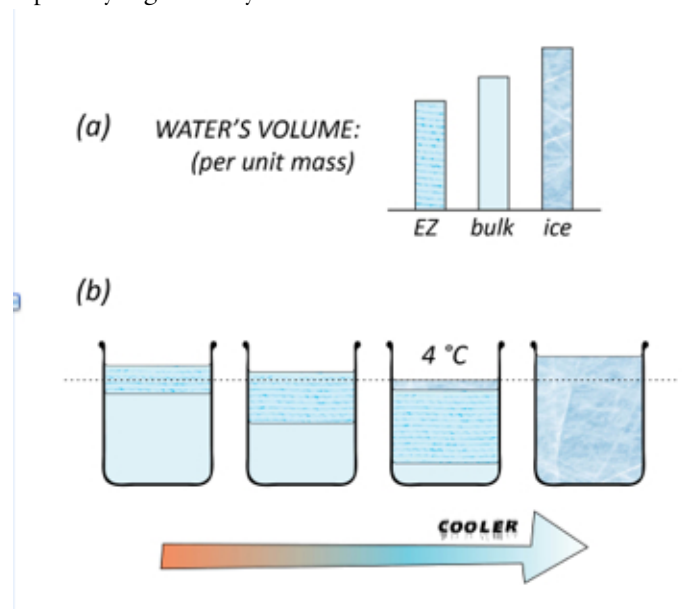 (a)
WATER'S VOLUME:
(per unit mass)
EZ bulk ice
(b)
4 °C
COOLER